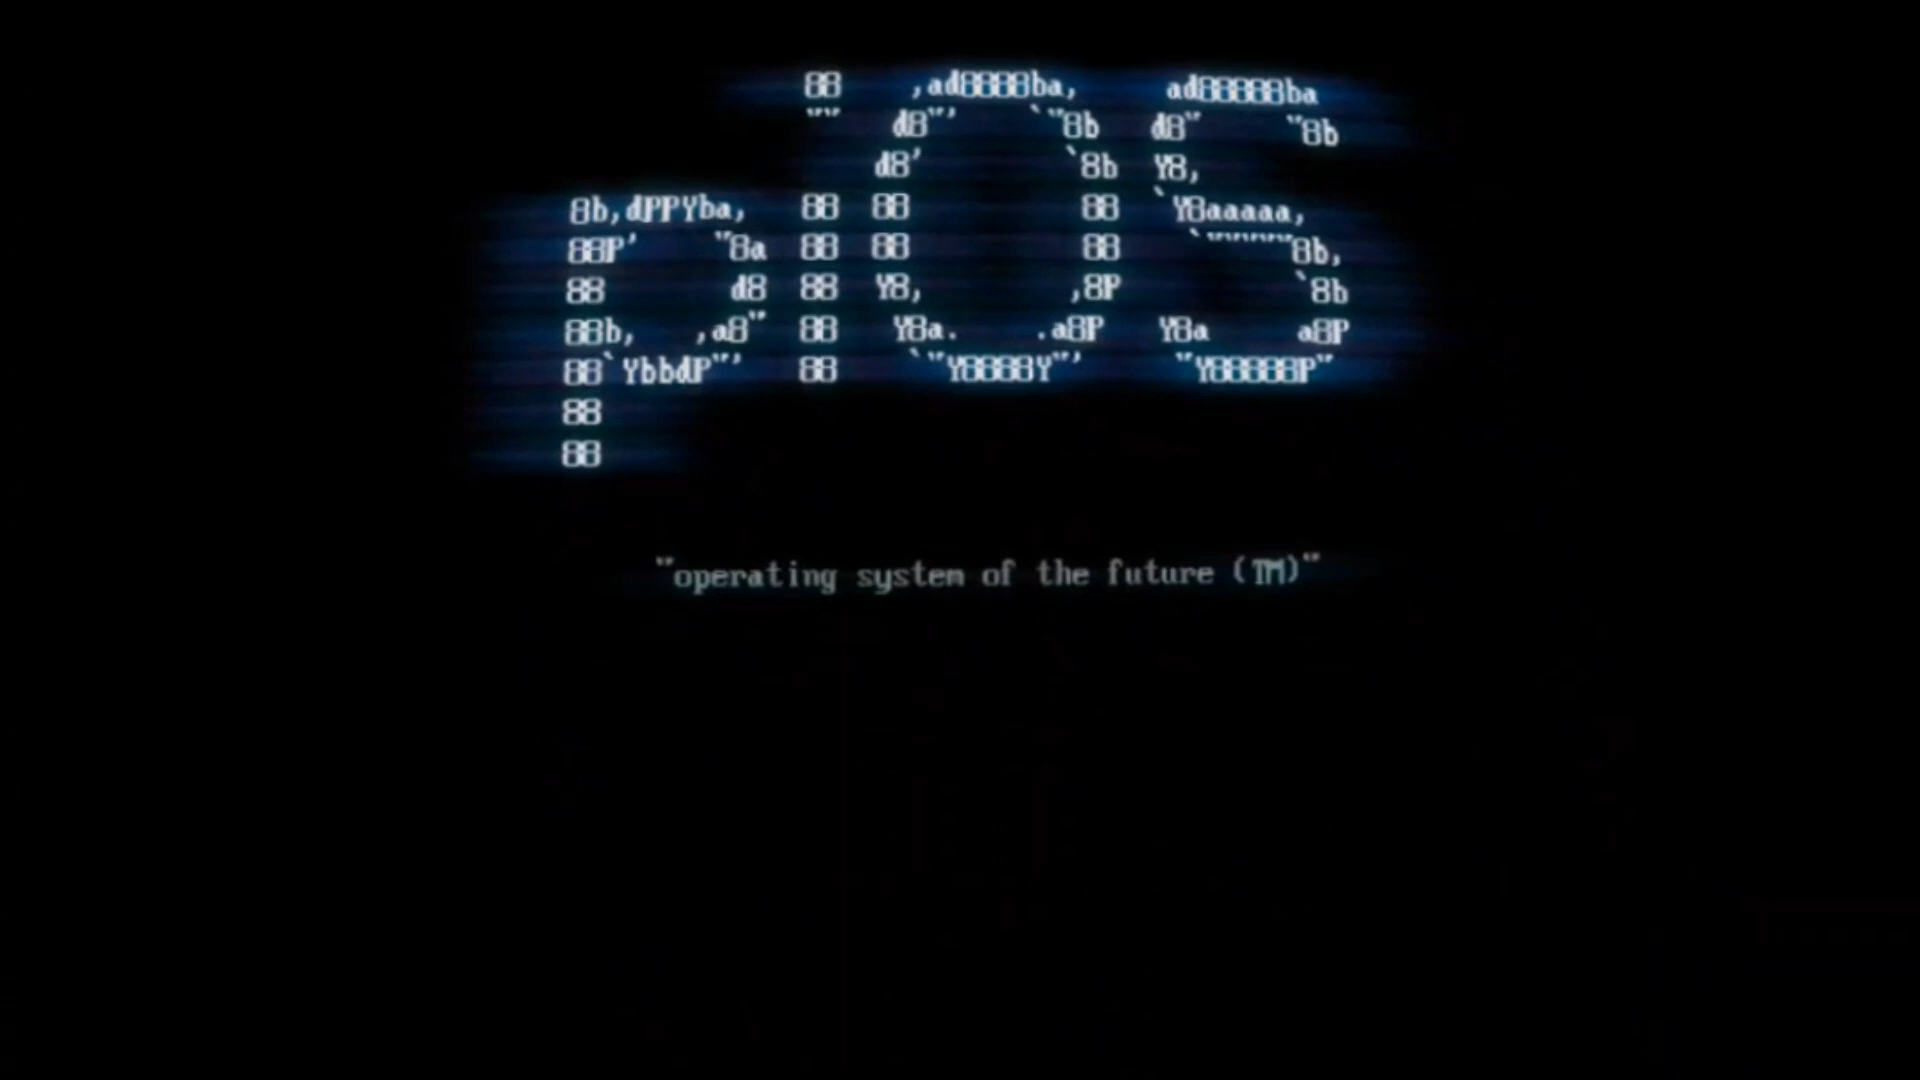 piOS
"operating system of the future (TM)"